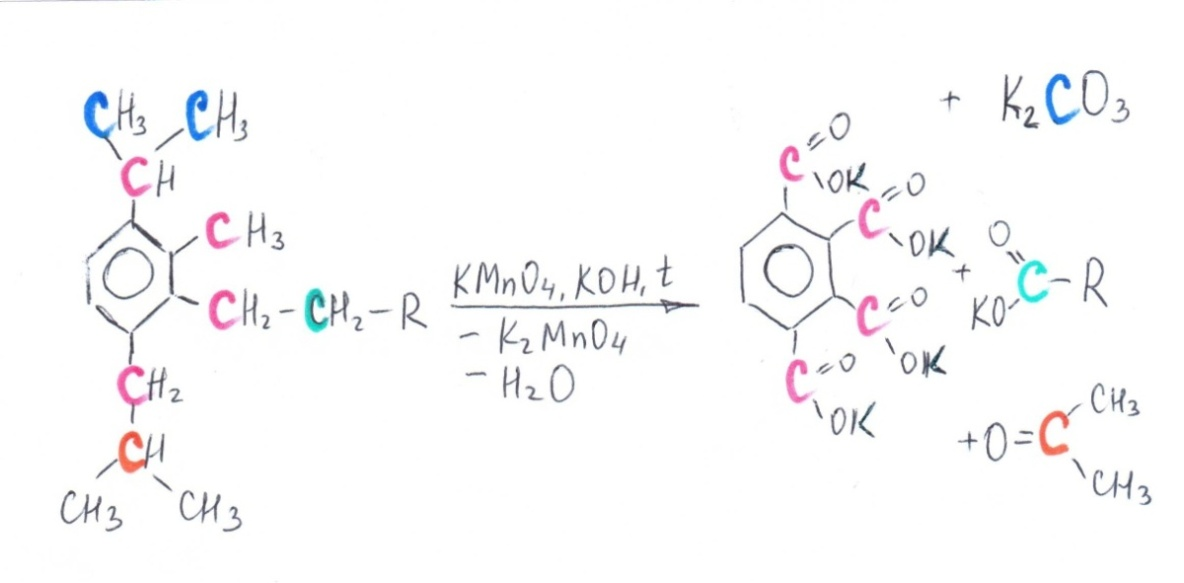 CH3 CH3
CH
CH3
CH2-CH2-R
CH2
CH
CH3 CH3
KMnO4, KOH, t
- K2MnO4
- H2O
C=O
OK
C=O
OK
C=O
OK
C=O
OK
+ K2CO3
+ O
KO C-R
+O=C CH3
CH3